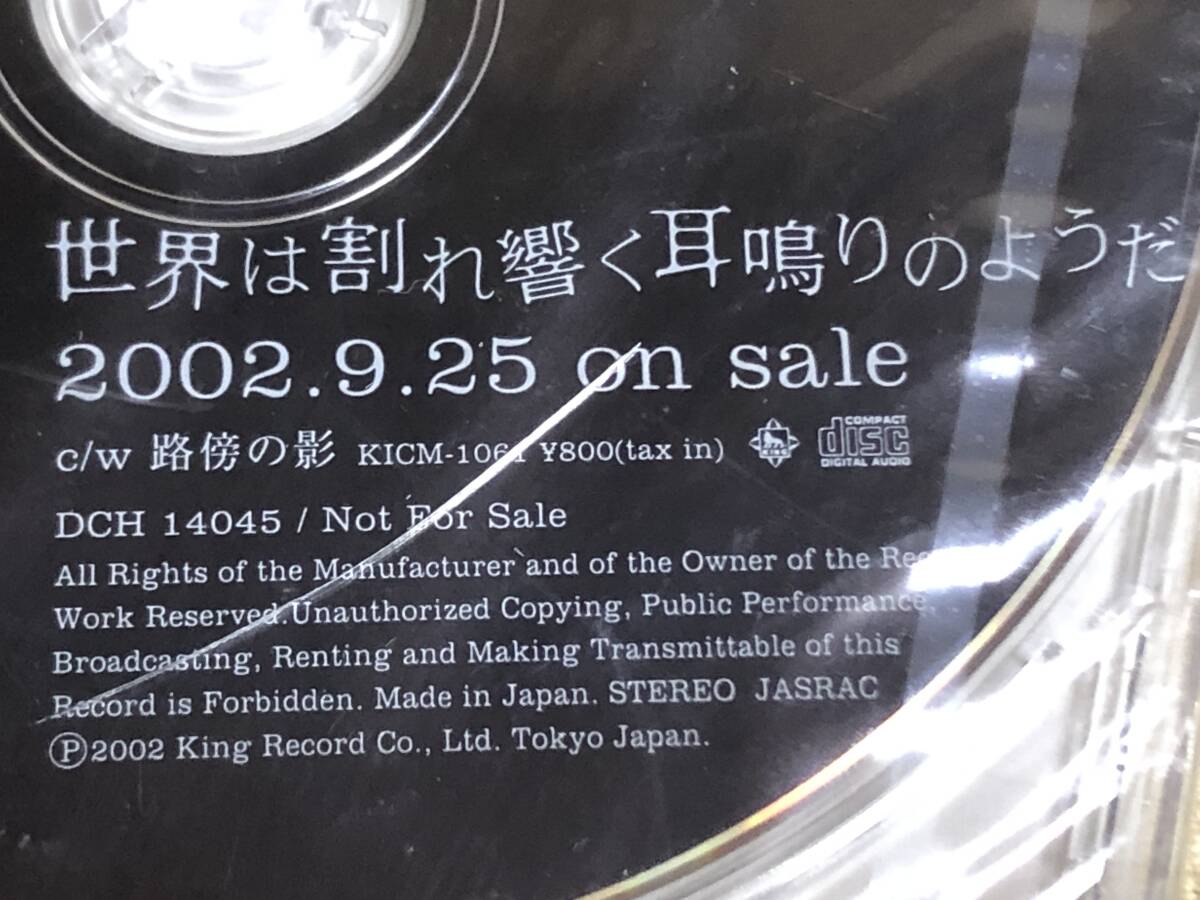 世界は割れ響く耳鳴りのようだ
2002.9.25 on sale
c/w 路傍の影 KICM-1061 ¥800(tax in) KING COMPACT disc DIGITAL AUDIO
DCH 14045 / Not For Sale
All Rights of the Manufacturer and of the Owner of the
Work Reserved.Unauthorized Copying, Public Performance,
Broadcasting, Renting and Making Transmittable of this
Record is Forbidden. Made in Japan. STEREO JASRAC
Ⓟ2002 King Record Co., Ltd. Tokyo Japan.